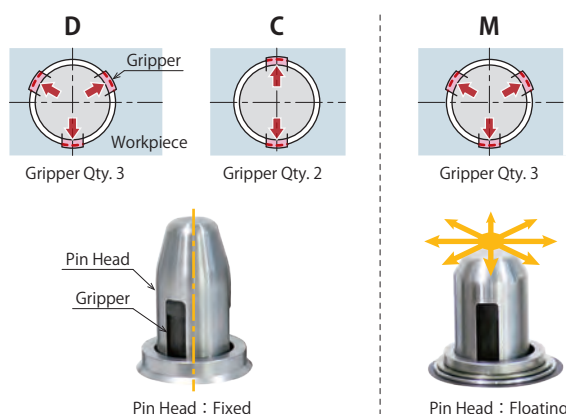 D
C
M
Gripper
Workpiece
Gripper Qty. 3
Gripper Qty. 2
Gripper Qty. 3
Pin Head
Gripper
Pin Head：Fixed
Pin Head：Floating